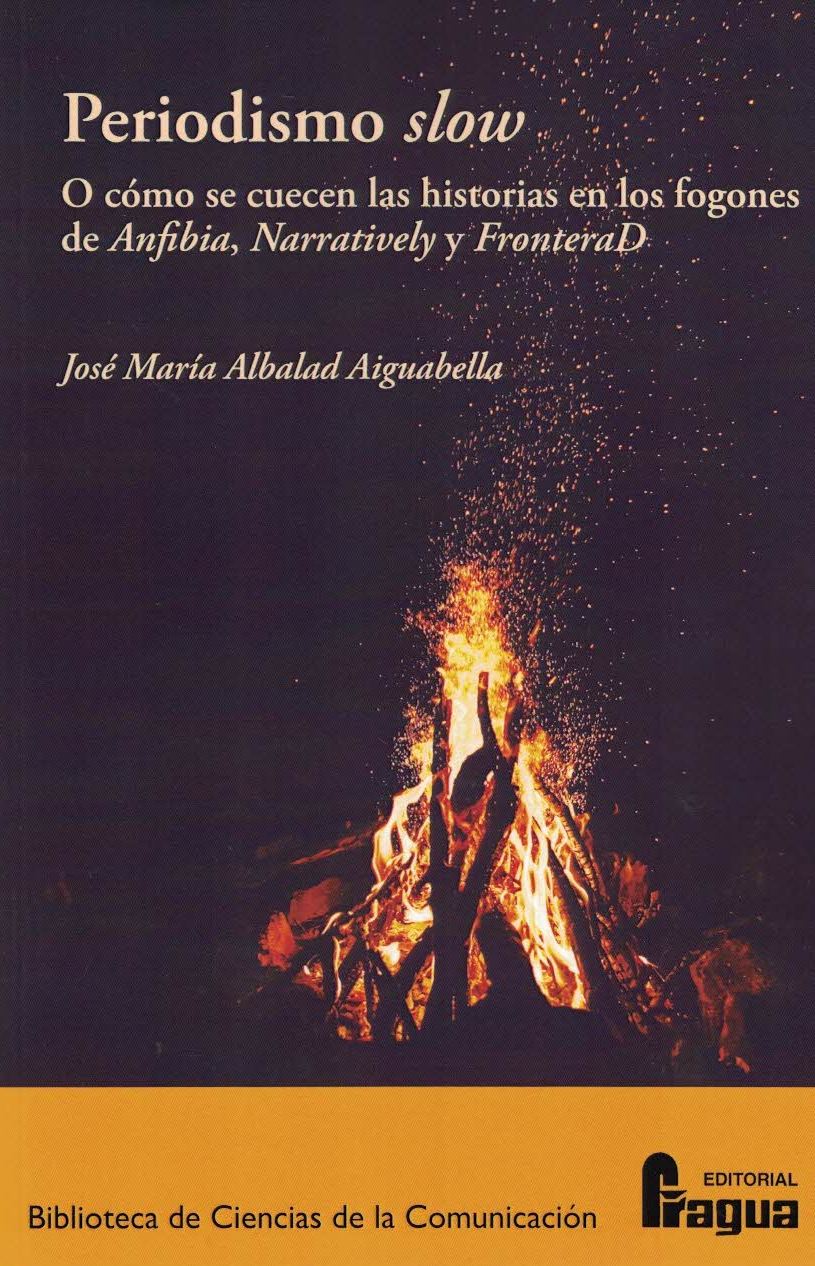 Periodismo slow
O cómo se cuecen las historias en los fogones
de Anfibia, Narratively y FronteraD
José María Albalad Aiguabella
Biblioteca de Ciencias de la Comunicación
EDITORIAL
Fragua